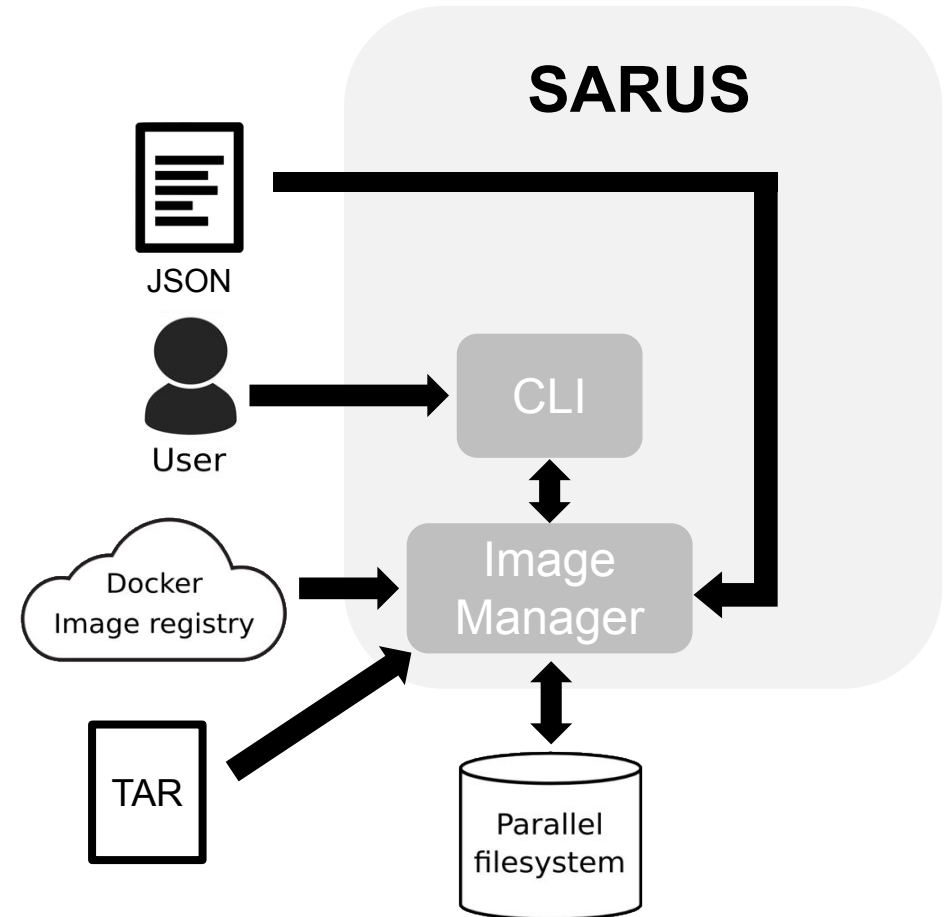 SARUS
JSON
CLI
User
Image
Manager
Docker
Image registry
TAR
Parallel
filesystem